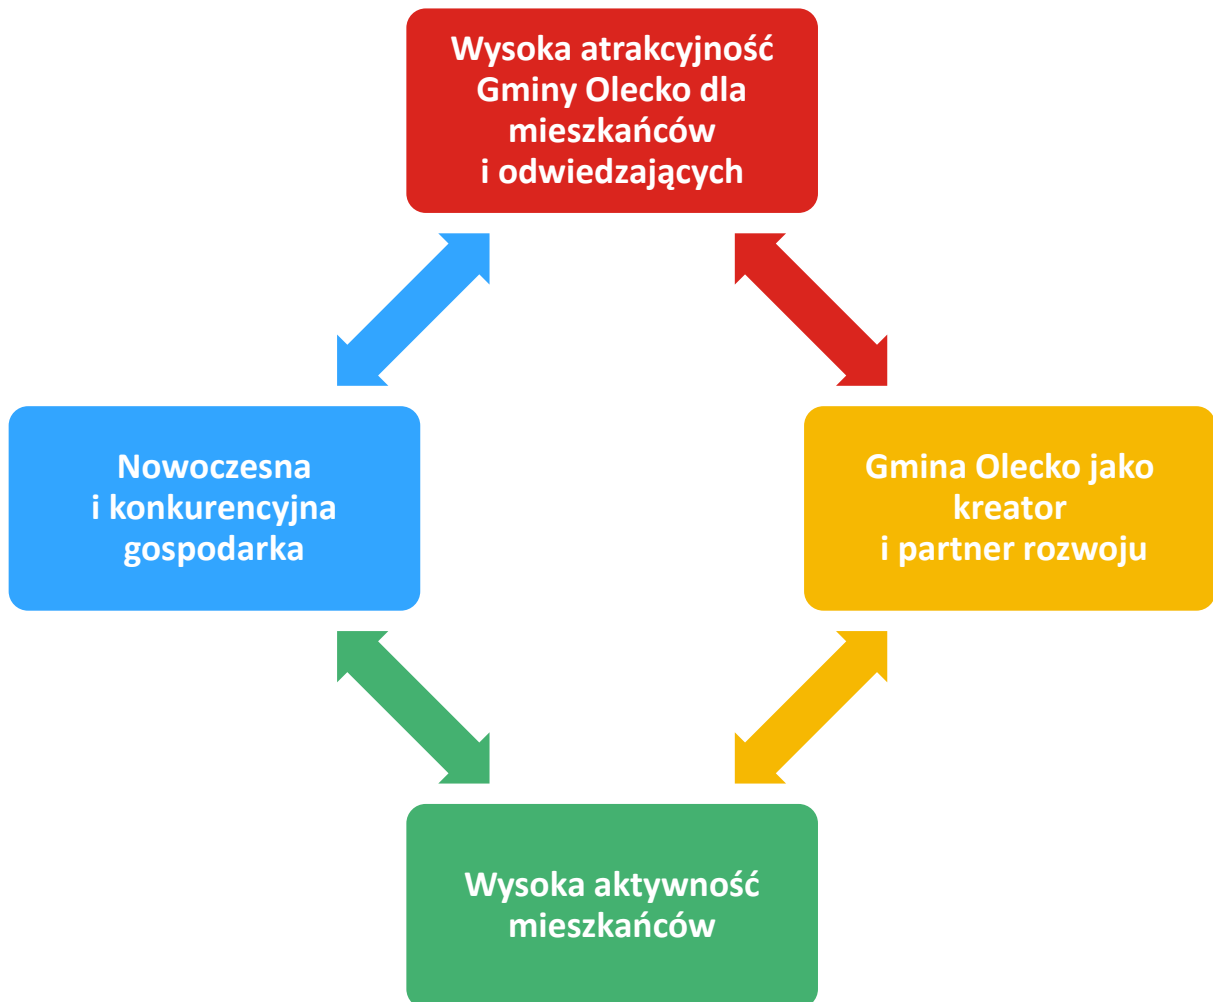 Wysoka atrakcyjność
Gminy Olecko dla
mieszkańców
i odwiedzających
Nowoczesna
i konkurencyjna
gospodarka
Gmina Olecko jako
kreator
i partner rozwoju
Wysoka aktywność
mieszkańców